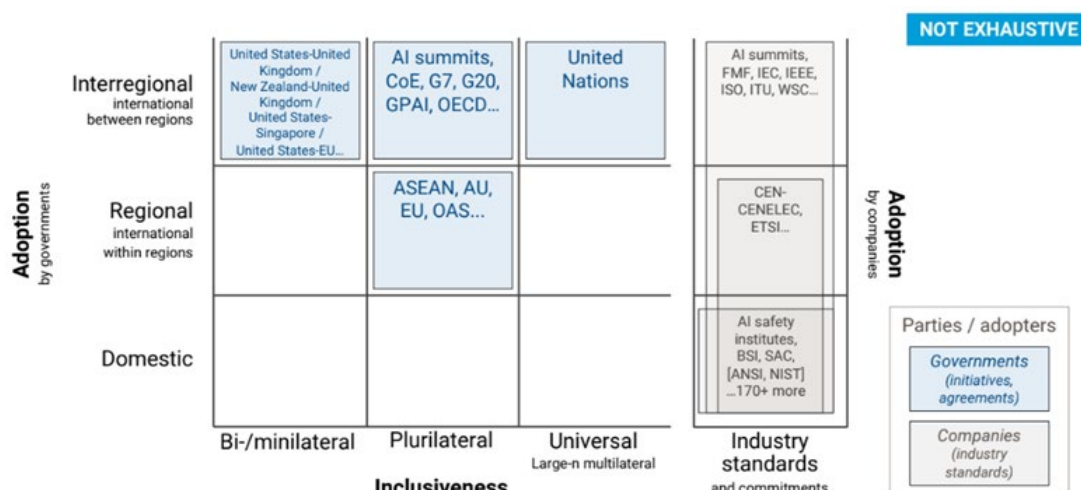 NOT EXHAUSTIVE
Interregional
international
between regions
United States-United
Kingdom /
New Zealand-United
Kingdom /
United States-
Singapore /
United States-EU...
AI summits,
CoE, G7, G20,
GPAI, OECD...
United
Nations
AI summits,
FMF, IEC, IEEE,
ISO, ITU, WSC...
Adoption
by governments
Regional
international
within regions
ASEAN, AU,
EU, OAS...
CEN-
CENELEC,
ETSI...
Adoption
by companies
Domestic
AI safety
institutes,
BSI, SAC,
[ANSI, NIST]
...170+ more
Parties / adopters
Governments
(initiatives,
agreements)
Companies
(industry
standards)
Bi-/minilateral
Plurilateral
Universal
Large-n multilateral
Industry
standards
and commitments
Inclusiveness